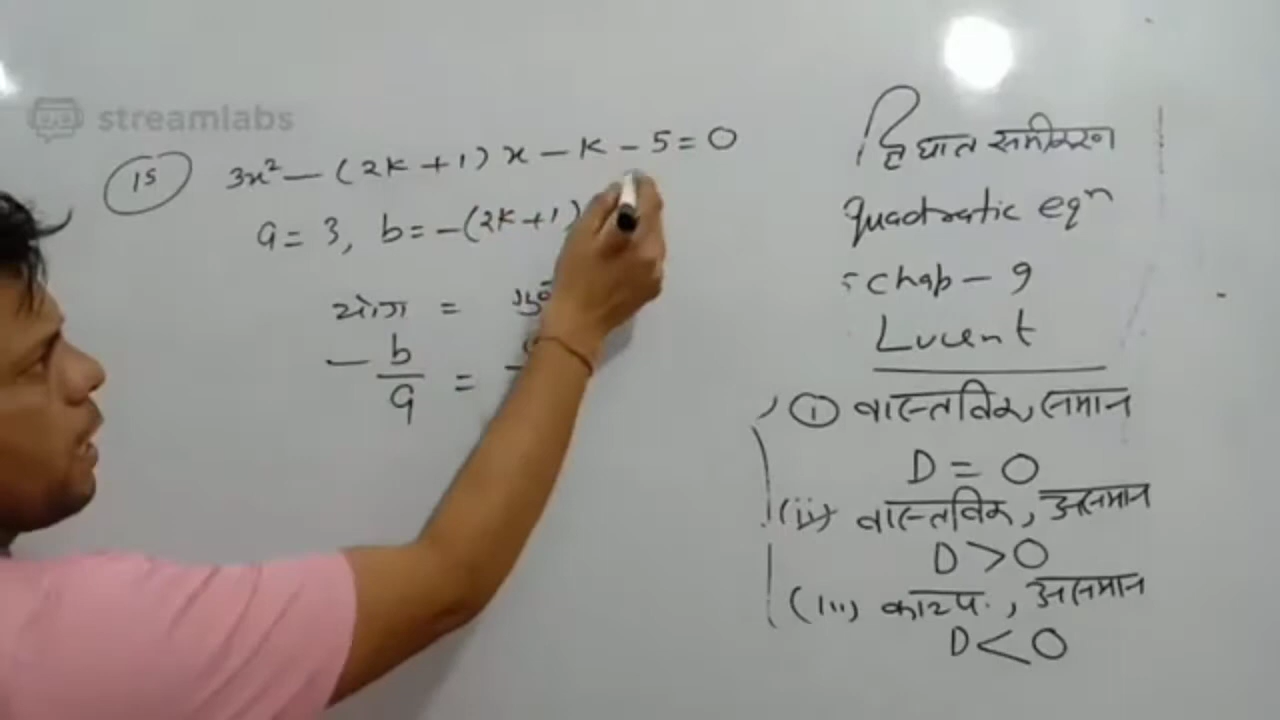 streamlabs
(15) 3x² – (2k + 1) x – k – 5 = 0
a = 3, b = – (2k + 1)
योग =
– b/a =
द्विघात समीकरण
quadratic eqn
chap – 9
Lucent
(i) वास्तविक, समान
D = 0
(ii) वास्तविक, असमान
D > 0
(iii) काल्प. , असमान
D < 0